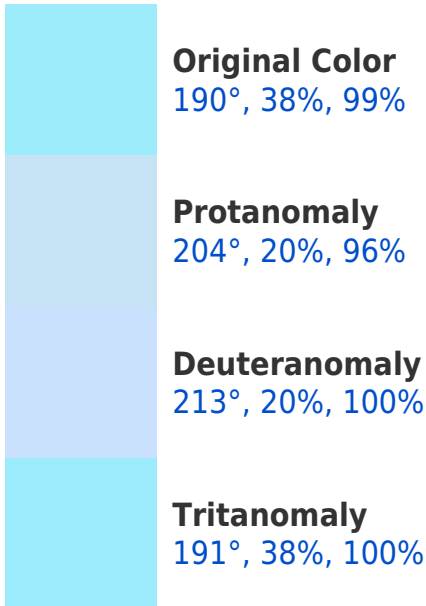 Original Color
190°, 38%, 99%
Protanomaly
204°, 20%, 96%
Deuteranomaly
213°, 20%, 100%
Tritanomaly
191°, 38%, 100%